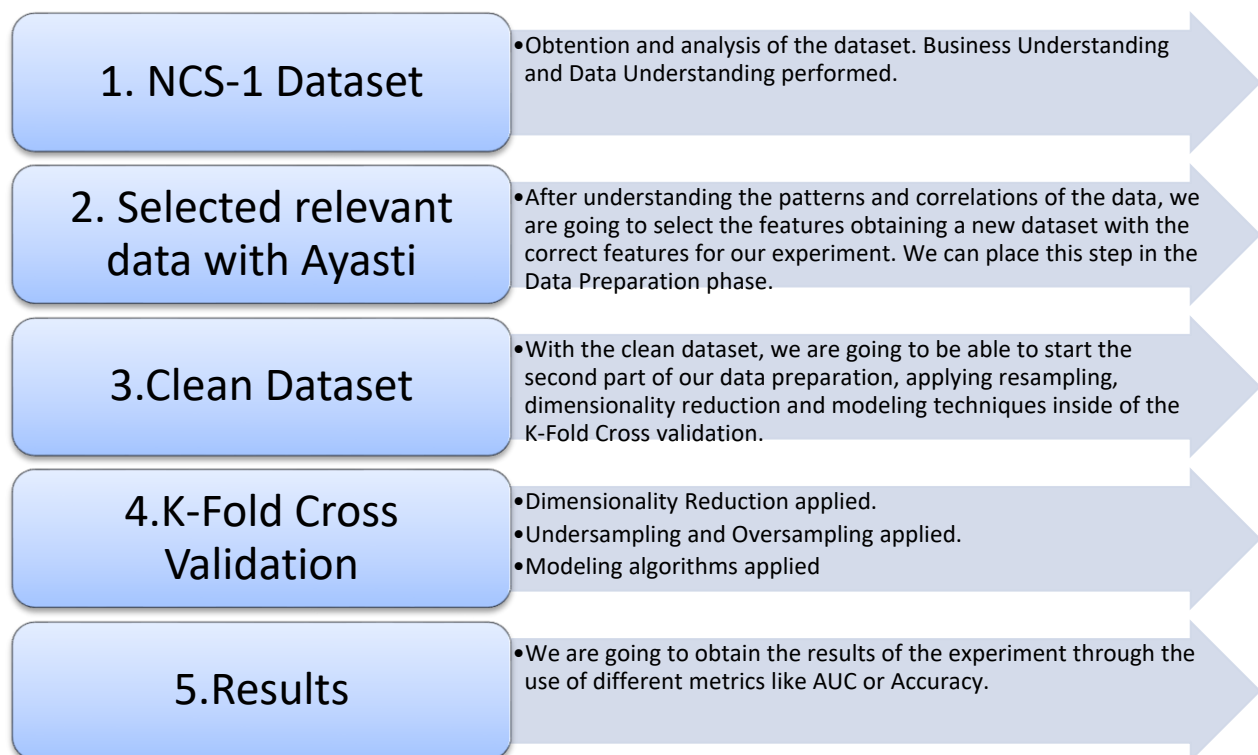 1. NCS-1 Dataset
•Obtention and analysis of the dataset. Business Understanding
and Data Understanding performed.
2. Selected relevant
data with Ayasti
•After understanding the patterns and correlations of the data, we
are going to select the features obtaining a new dataset with the
correct features for our experiment. We can place this step in the
Data Preparation phase.
3.Clean Dataset
•With the clean dataset, we are going to be able to start the
second part of our data preparation, applying resampling,
dimensionality reduction and modeling techniques inside of the
K-Fold Cross validation.
4.K-Fold Cross
Validation
•Dimensionality Reduction applied.
•Undersampling and Oversampling applied.
•Modeling algorithms applied
5.Results
•We are going to obtain the results of the experiment through the
use of different metrics like AUC or Accuracy.